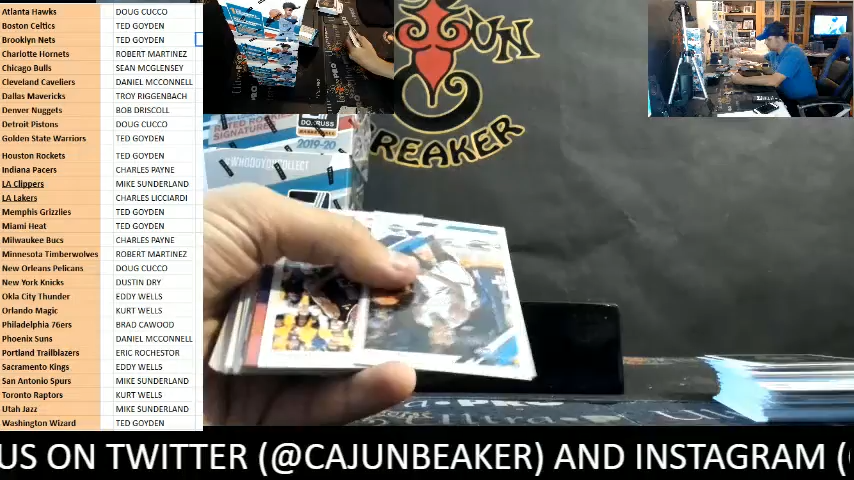 Atlanta Hawks DOUG CUCCO
Boston Celtics TED GOYDEN
Brooklyn Nets TED GOYDEN
Charlotte Hornets ROBERT MARTINEZ
Chicago Bulls SEAN MCGLENSEY
Cleveland Caveliers DANIEL MCCONNELL
Dallas Mavericks TROY RIGGENBACH
Denver Nuggets BOB DRISCOLL
Detroit Pistons DOUG CUCCO
Golden State Warriors TED GOYDEN
Houston Rockets TED GOYDEN
Indiana Pacers CHARLES PAYNE
LA Clippers MIKE SUNDERLAND
LA Lakers CHARLES LICCIARDI
Memphis Grizzlies TED GOYDEN
Miami Heat TED GOYDEN
Milwaukee Bucs CHARLES PAYNE
Minnesota Timberwolves ROBERT MARTINEZ
New Orleans Pelicans DOUG CUCCO
New York Knicks DUSTIN DRY
Okla City Thunder EDDY WELLS
Orlando Magic KURT WELLS
Philadelphia 76ers BRAD CAWOOD
Phoenix Suns DANIEL MCCONNELL
Portland Trailblazers ERIC ROCHESTOR
Sacramento Kings EDDY WELLS
San Antonio Spurs MIKE SUNDERLAND
Toronto Raptors KURT WELLS
Utah Jazz MIKE SUNDERLAND
Washington Wizard TED GOYDEN
UN
BREAKER
RATED ROOKIE
SIGNATURES
DONRUSS
2019-20
#WHODOYOUCOLLECT
US ON TWITTER (@CAJUNBEAKER) AND INSTAGRAM (